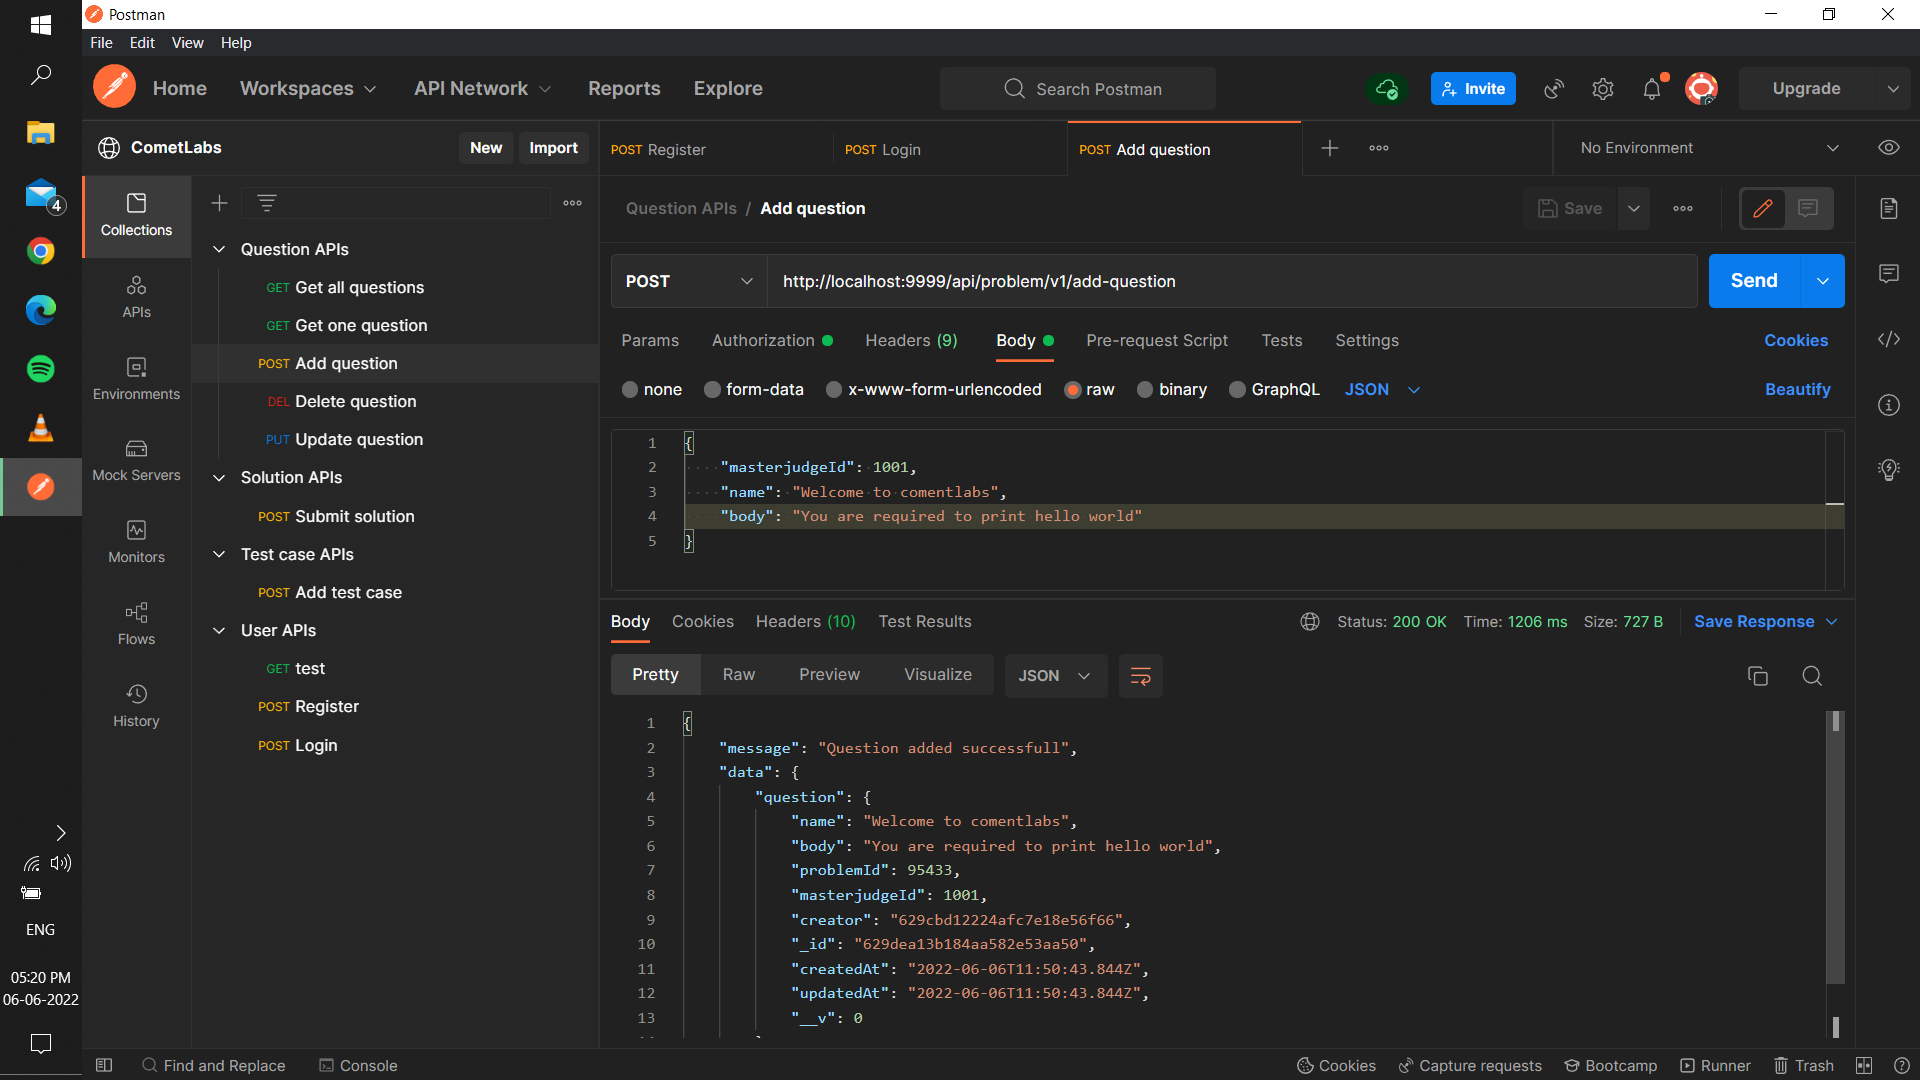 Postman
File Edit View Help
Home Workspaces API Network Reports Explore Search Postman Invite Upgrade
CometLabs New Import
POST Register POST Login POST Add question No Environment
Collections
APIs
Environments
Mock Servers
Monitors
Flows
History
Question APIs
GET Get all questions
GET Get one question
POST Add question
DEL Delete question
PUT Update question
Solution APIs
POST Submit solution
Test case APIs
POST Add test case
User APIs
GET test
POST Register
POST Login
Question APIs / Add question Save
POST http://localhost:9999/api/problem/v1/add-question Send
Params Authorization Headers (9) Body Pre-request Script Tests Settings Cookies
none form-data x-www-form-urlencoded raw binary GraphQL JSON Beautify
1 {
2 "masterjudgeId": 1001,
3 "name": "Welcome to comentlabs",
4 "body": "You are required to print hello world"
5 }
Body Cookies Headers (10) Test Results Status: 200 OK Time: 1206 ms Size: 727 B Save Response
Pretty Raw Preview Visualize JSON
1 {
2 "message": "Question added successfull",
3 "data": {
4 "question": {
5 "name": "Welcome to comentlabs",
6 "body": "You are required to print hello world",
7 "problemId": 95433,
8 "masterjudgeId": 1001,
9 "creator": "629cbd12224afc7e18e56f66",
10 "_id": "629dea13b184aa582e53aa50",
11 "createdAt": "2022-06-06T11:50:43.844Z",
12 "updatedAt": "2022-06-06T11:50:43.844Z",
13 "__v": 0
Find and Replace Console Cookies Capture requests Bootcamp Runner Trash
4
ENG
05:20 PM
06-06-2022